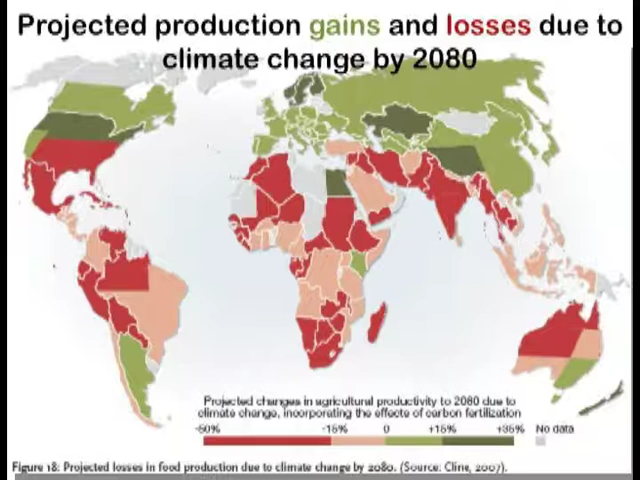 Projected production gains and losses due to
climate change by 2080
Projected changes in agricultural productivity to 2080 due to
climate change, incorporating the effects of carbon fertilization
-50% -15% 0 +15% +35% No data
Figure 18: Projected losses in food production due to climate change by 2080. (Source: Cline, 2007).